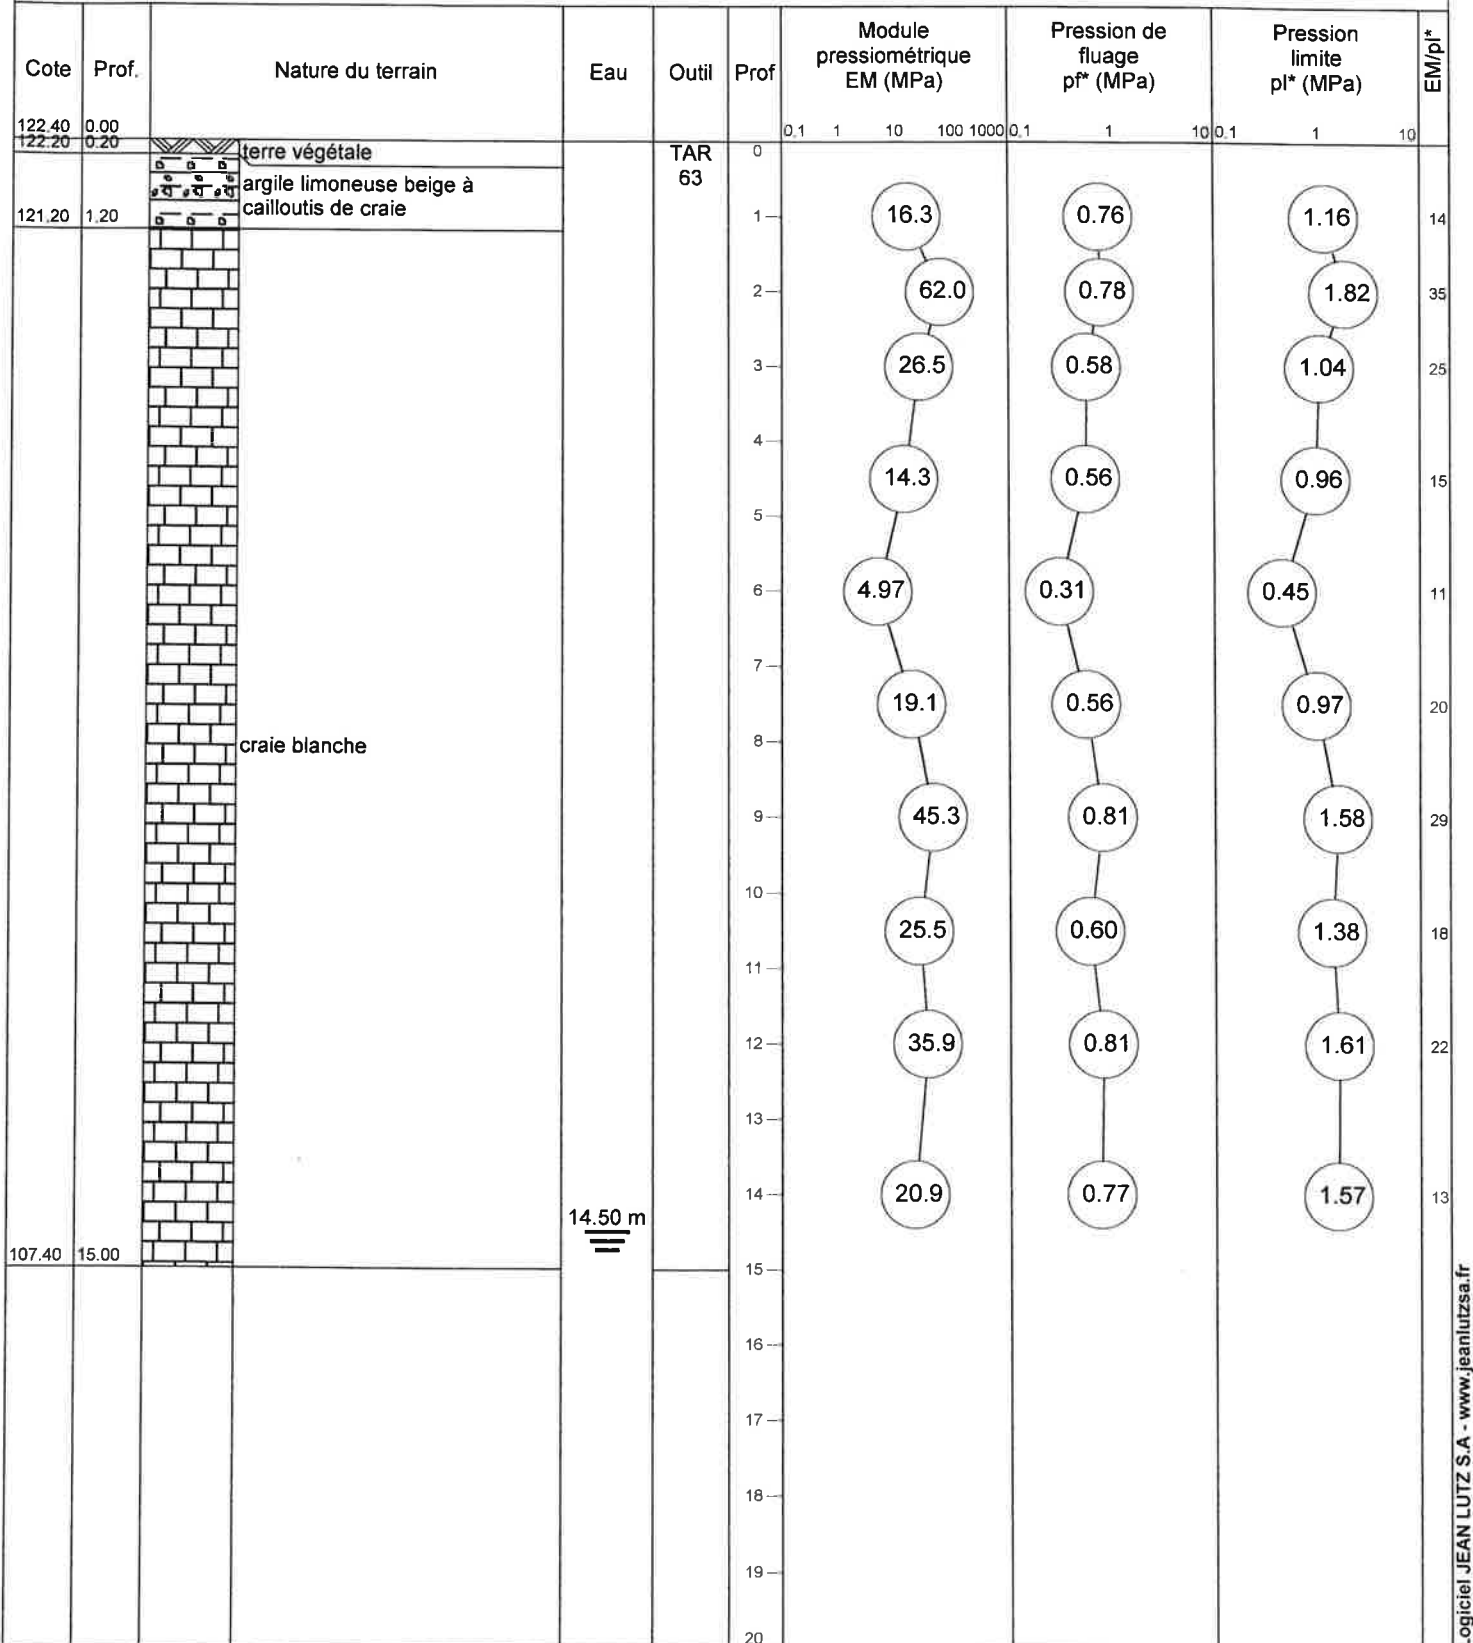 Cote
Prof.
Nature du terrain
Eau
Outil
Prof
Module
pressiométrique
EM (MPa)
Pression de
fluage
pf* (MPa)
Pression
limite
pl* (MPa)
EM/pl*
0.1 1 10 100 1000
0.1 1 10
0.1 1 10
122.40 0.00
122.20 0.20
terre végétale
TAR
63
0
argile limoneuse beige à
cailloutis de craie
121.20 1.20
1 16.3 0.76 1.16 14
2 62.0 0.78 1.82 35
3 26.5 0.58 1.04 25
4
14.3 0.56 0.96 15
5
6 4.97 0.31 0.45 11
7
19.1 0.56 0.97 20
craie blanche
8
9 45.3 0.81 1.58 29
10
25.5 0.60 1.38 18
11
12 35.9 0.81 1.61 22
13
14 20.9 0.77 1.57 13
14.50 m
107.40 15.00
15
16
17
18
19
20
ogiciel JEAN LUTZ S.A - www.jeanlutzsa.fr